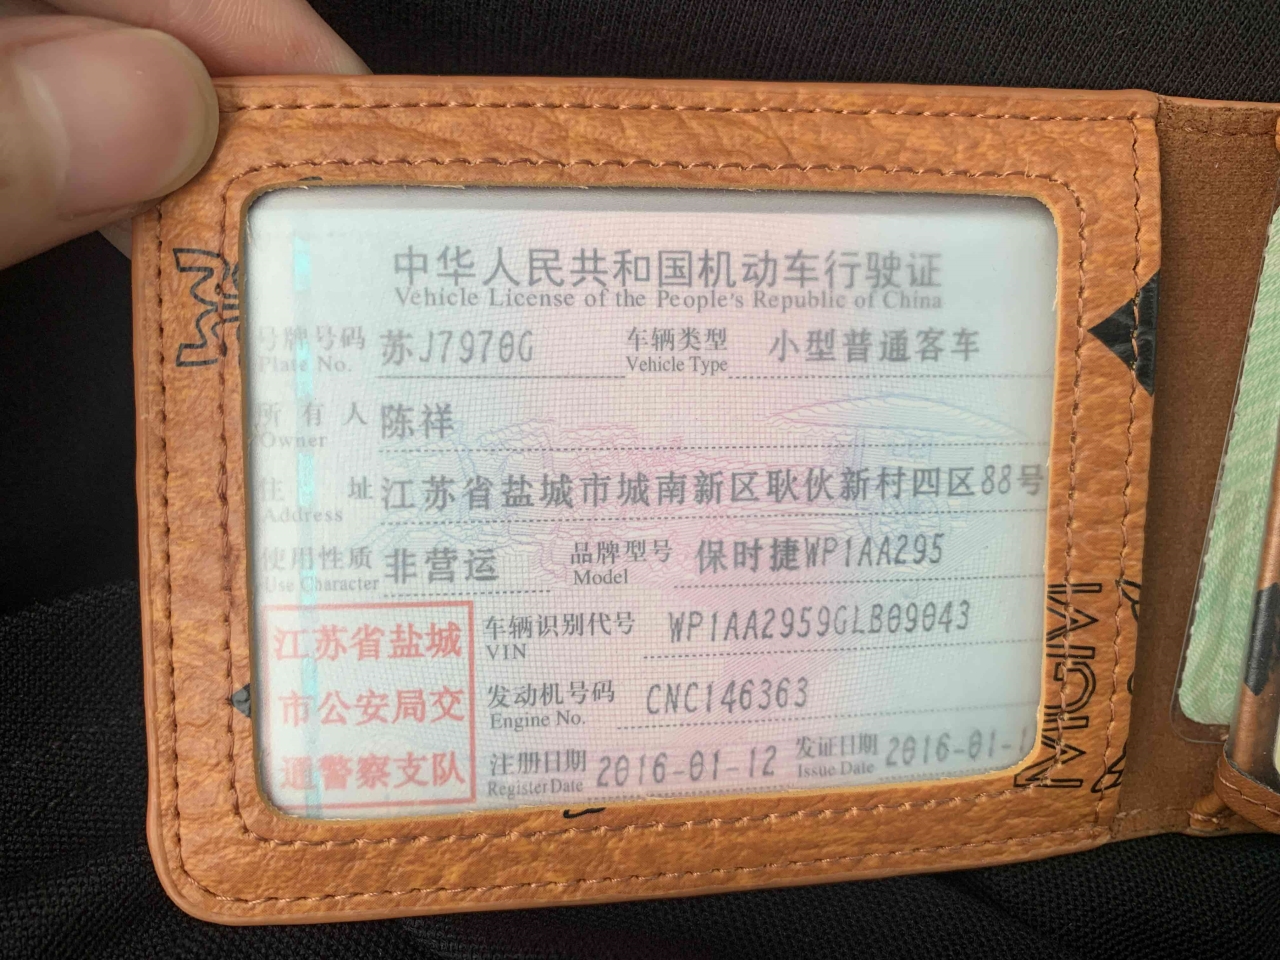 中华人民共和国机动车行驶证
Vehicle License of the People's Republic of China
号牌号码 苏J7970G 车辆类型 小型普通客车
Plate No. Vehicle Type
所有人 陈祥
Owner
住址 江苏省盐城市城南新区耿伙新村四区88号
Address
使用性质 非营运 品牌型号 保时捷WP1AA295
Use Character Model
江苏省盐城
市公安局交
通警察支队
车辆识别代号 WP1AA2959GLB09043
VIN
发动机号码 CNC146363
Engine No.
注册日期 2016-01-12 发证日期 2016-01-1
Register Date Issue Date